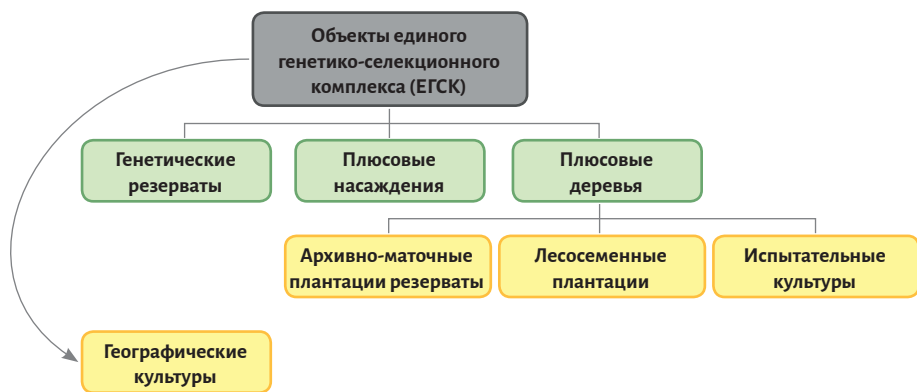 Объекты единого
генетико-селекционного
комплекса (ЕГСК)
Генетические
резерваты
Плюсовые
насаждения
Плюсовые
деревья
Архивно-маточные
плантации резерваты
Лесосеменные
плантации
Испытательные
культуры
Географические
культуры